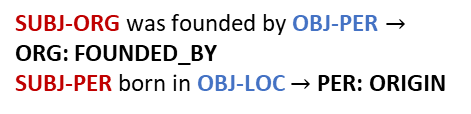 SUBJ-ORG was founded by OBJ-PER →
ORG: FOUNDED_BY
SUBJ-PER born in OBJ-LOC → PER: ORIGIN